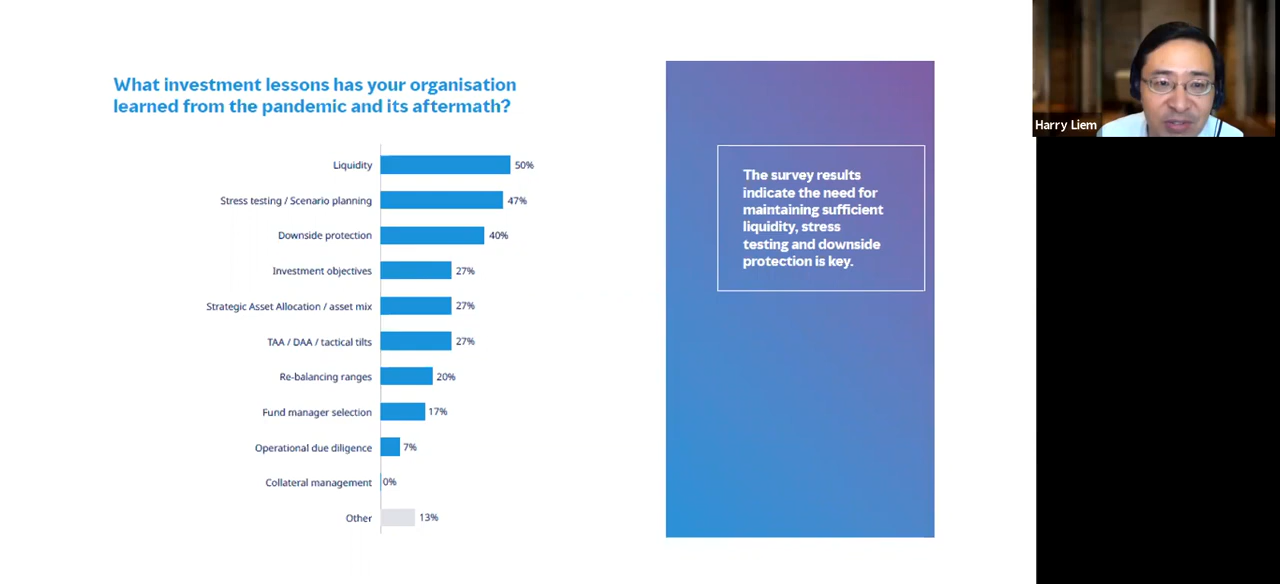 What investment lessons has your organisation
learned from the pandemic and its aftermath?
Liquidity 50%
Stress testing / Scenario planning 47%
Downside protection 40%
Investment objectives 27%
Strategic Asset Allocation / asset mix 27%
TAA / DAA / tactical tilts 27%
Re-balancing ranges 20%
Fund manager selection 17%
Operational due diligence 7%
Collateral management 0%
Other 13%
The survey results
indicate the need for
maintaining sufficient
liquidity, stress
testing and downside
protection is key.
Harry Liem